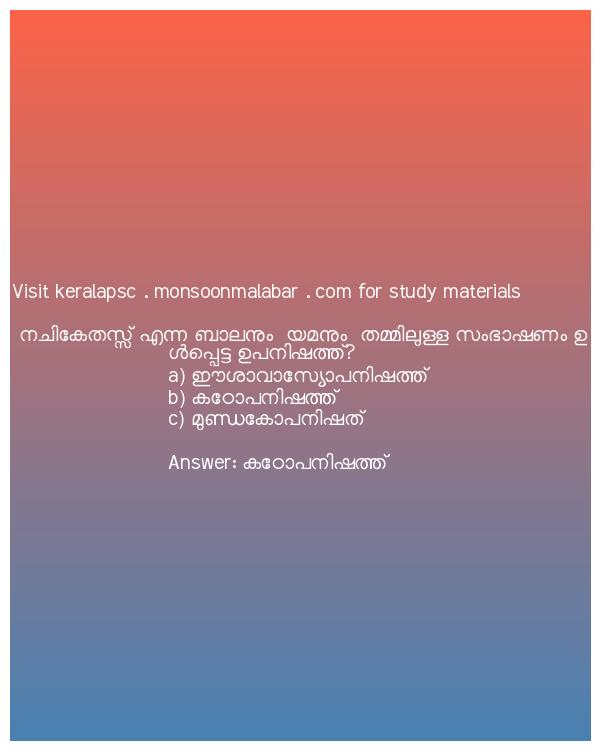 Visit keralapsc . monsoonmalabar . com for study materials
നചികേതസ്സ് എന്ന ബാലനും  യമനും  തമ്മിലുള്ള സംഭാഷണം ഉ
ൾപ്പെട്ട ഉപനിഷത്ത്?
a) ഈശാവാസ്യോപനിഷത്ത്
b) കഠോപനിഷത്ത്
c) മുണ്ഡകോപനിഷത്
Answer: കഠോപനിഷത്ത്